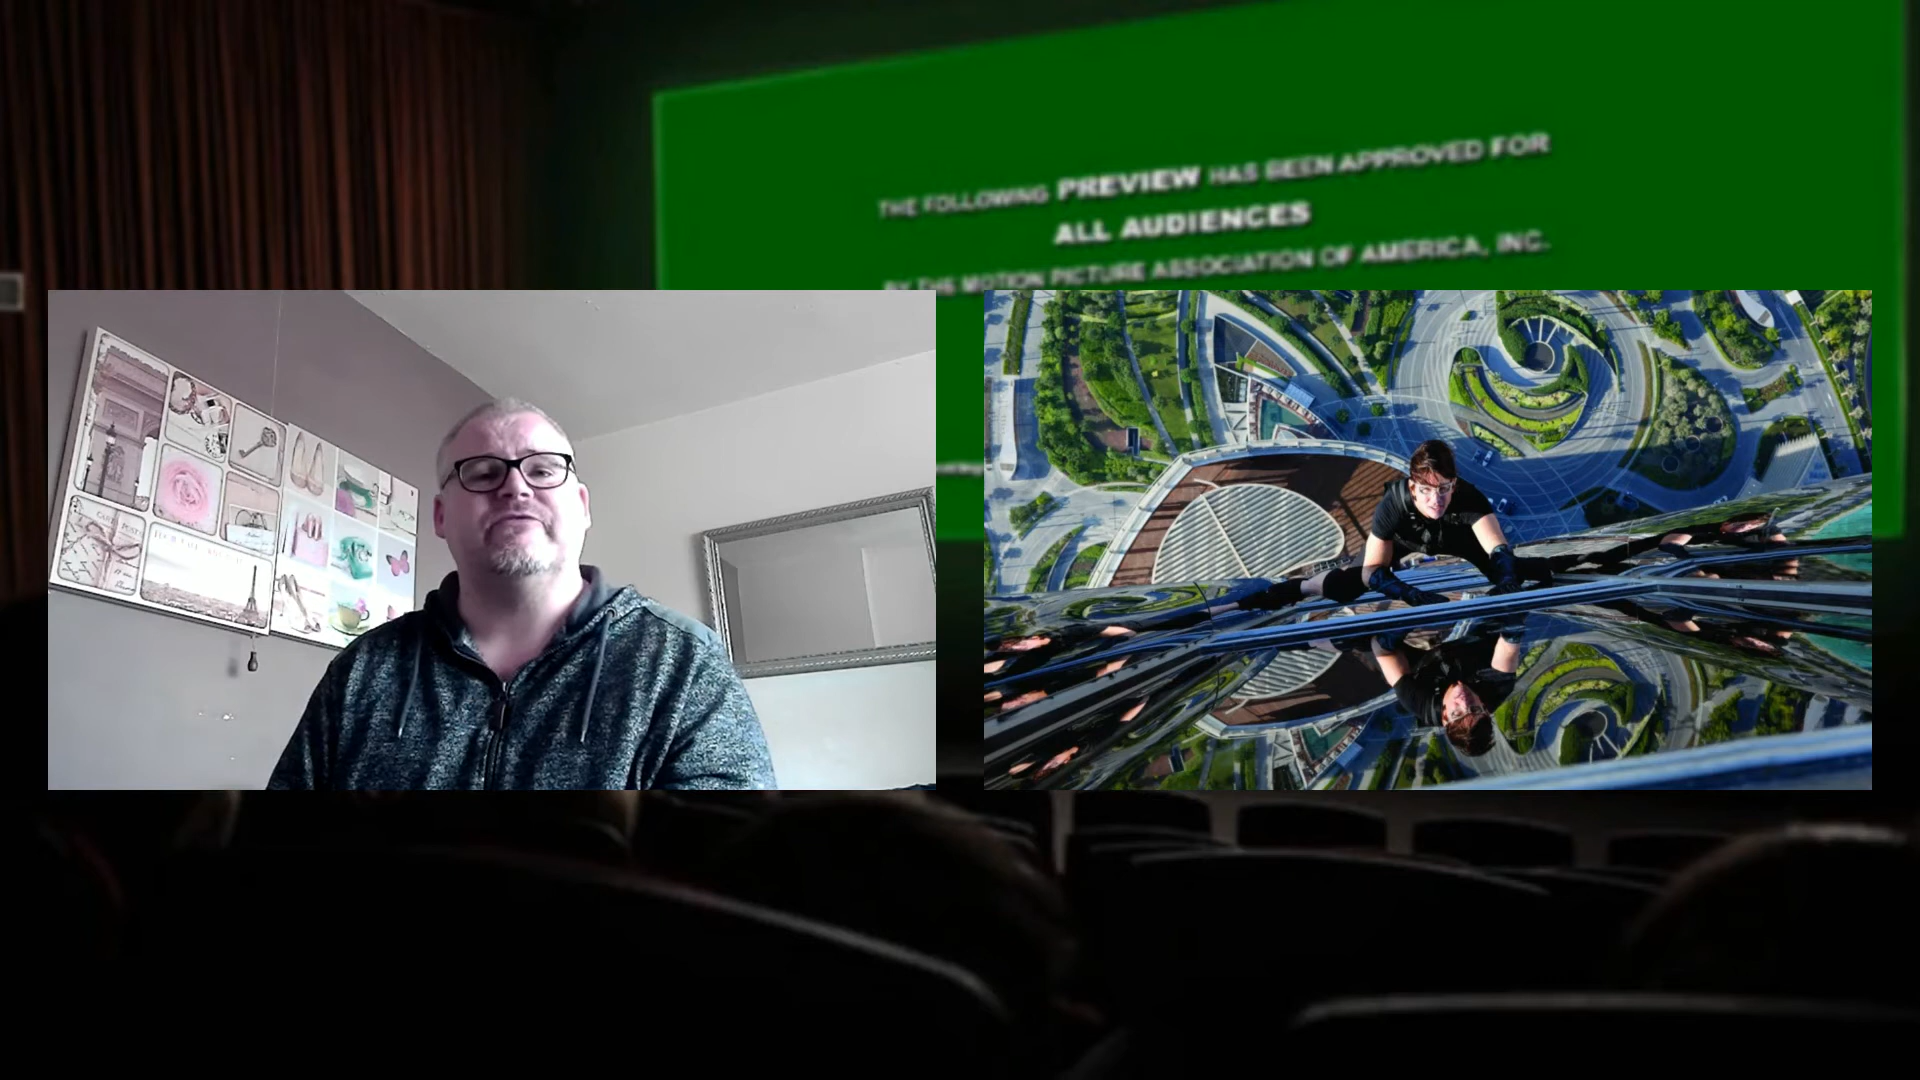 THE FOLLOWING PREVIEW HAS BEEN APPROVED FOR
ALL AUDIENCES
BY THE MOTION PICTURE ASSOCIATION OF AMERICA, INC.